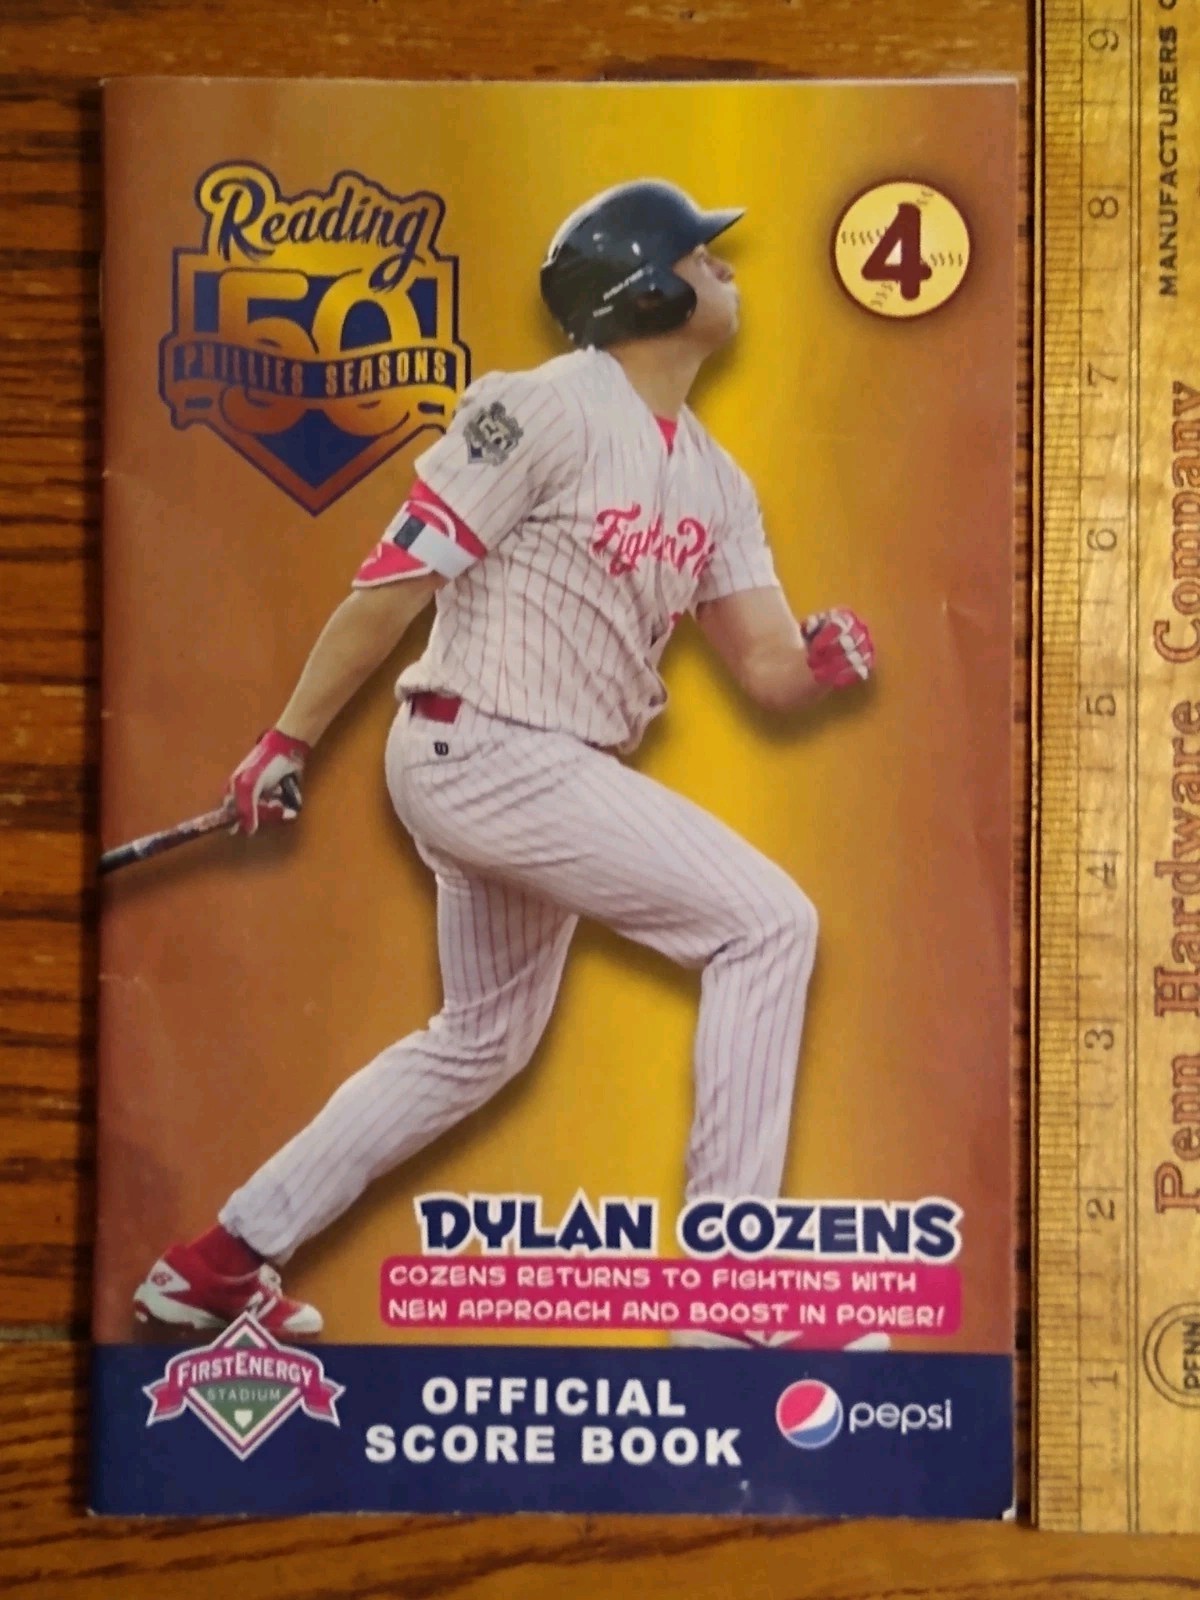 Reading
50
PHILLIES SEASONS
4
50
Fightin Phi
DYLAN COZENS
COZENS RETURNS TO FIGHTINS WITH
NEW APPROACH AND BOOST IN POWER!
FIRSTENERGY
STADIUM
OFFICIAL
SCORE BOOK
pepsi
9
8
7
6
5
4
3
2
1
MANUFACTURERS
Penn Hardware Company
PENN